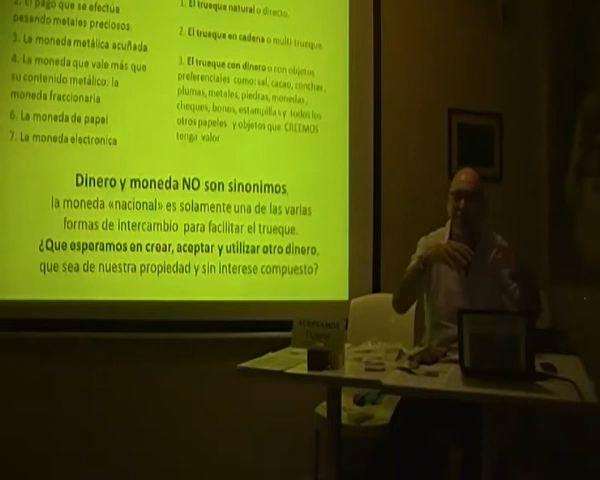 2. El pago que se efectúa
pesando metales preciosos.
3. La moneda metálica acuñada
4. La moneda que vale más que
su contenido metálico: la
moneda fraccionaria
6. La moneda de papel
7. La moneda electronica
1. El trueque natural o directo.
2. El trueque en cadena o multi trueque
3. El trueque con dinero o con objetos
preferenciales como: sal, cacao, conchas,
plumas, metales, piedras, monedas,
cheques, bonos, estampillas y todos los
otros papeles y objetos que CREEMOS
tenga valor
Dinero y moneda NO son sinonimos,
la moneda «nacional» es solamente una de las varias
formas de intercambio para facilitar el trueque.
¿Que esperamos en crear, aceptar y utilizar otro dinero,
que sea de nuestra propiedad y sin interese compuesto?
ACEPTAMOS